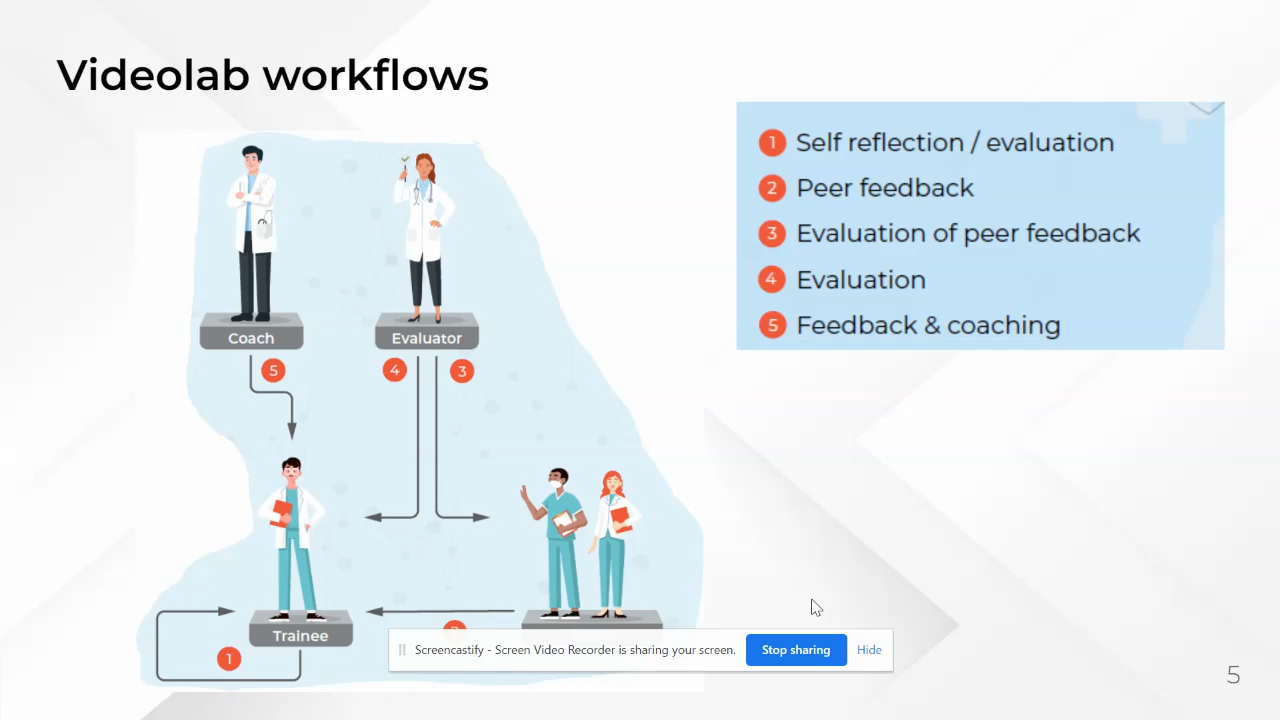 Videolab workflows
1 Self reflection / evaluation
2 Peer feedback
3 Evaluation of peer feedback
4 Evaluation
5 Feedback & coaching
Coach
Evaluator
5
4
3
Trainee
1
Screencastify - Screen Video Recorder is sharing your screen.
Stop sharing
Hide
5